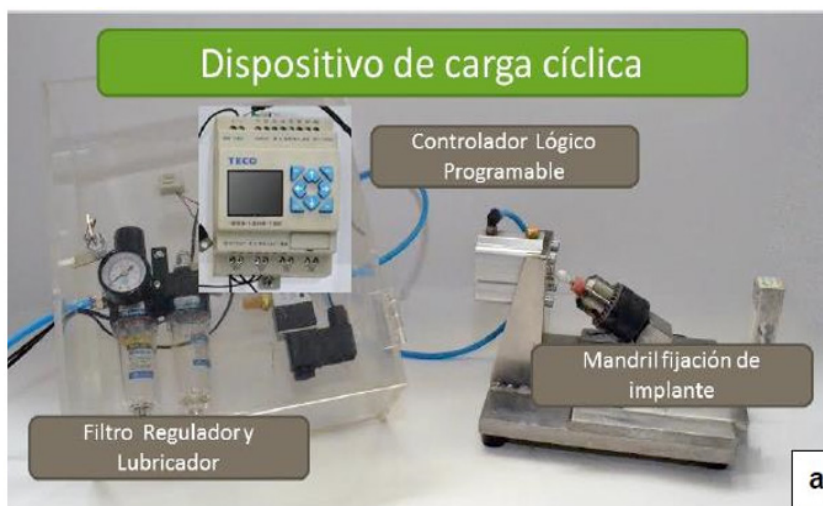 Dispositivo de carga cíclica
Controlador Lógico
Programable
TECO
Mandril fijación de
implante
Filtro Regulador y
Lubricador
a